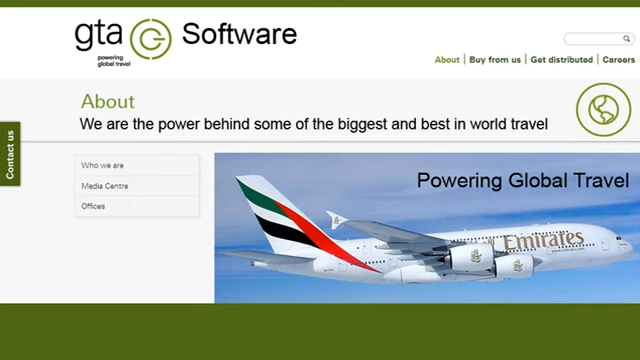 gta Software
powering
global travel
About | Buy from us | Get distributed | Careers
About
We are the power behind some of the biggest and best in world travel
Contact us
Who we are
Media Centre
Offices
Powering Global Travel
Emirates